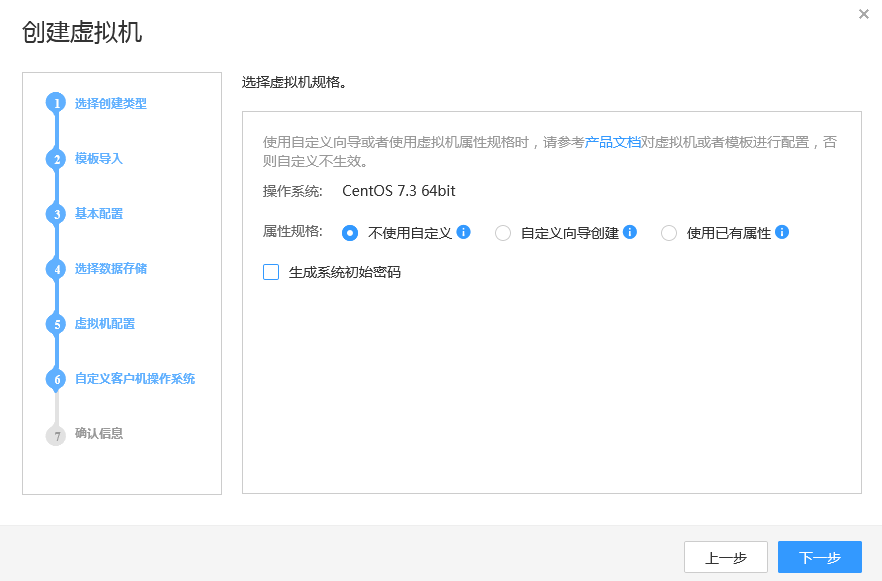 创建虚拟机
1 选择创建类型
2 模板导入
3 基本配置
4 选择数据存储
5 虚拟机配置
6 自定义客户机操作系统
7 确认信息
选择虚拟机规格。
使用自定义向导或者使用虚拟机属性规格时，请参考产品文档对虚拟机或者模板进行配置，否
则自定义不生效。
操作系统: CentOS 7.3 64bit
属性规格: 不使用自定义 自定义向导创建 使用已有属性
生成系统初始密码
上一步 下一步